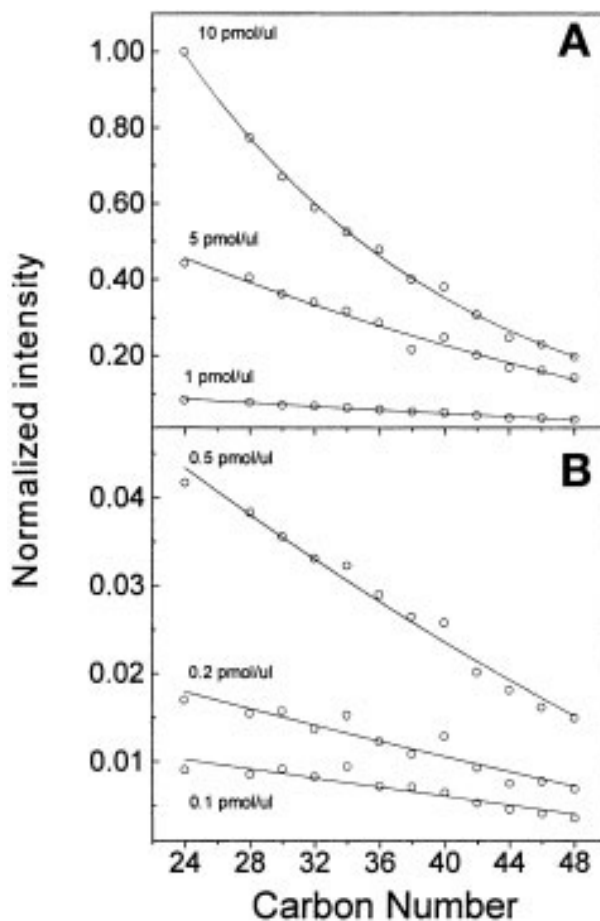 10 pmol/ul
A
1.00
0.80
0.60
5 pmol/ul
0.40
0.20
1 pmol/ul
Normalized intensity
0.5 pmol/ul
B
0.04
0.03
0.02
0.2 pmol/ul
0.01
0.1 pmol/ul
24 28 32 36 40 44 48
Carbon Number